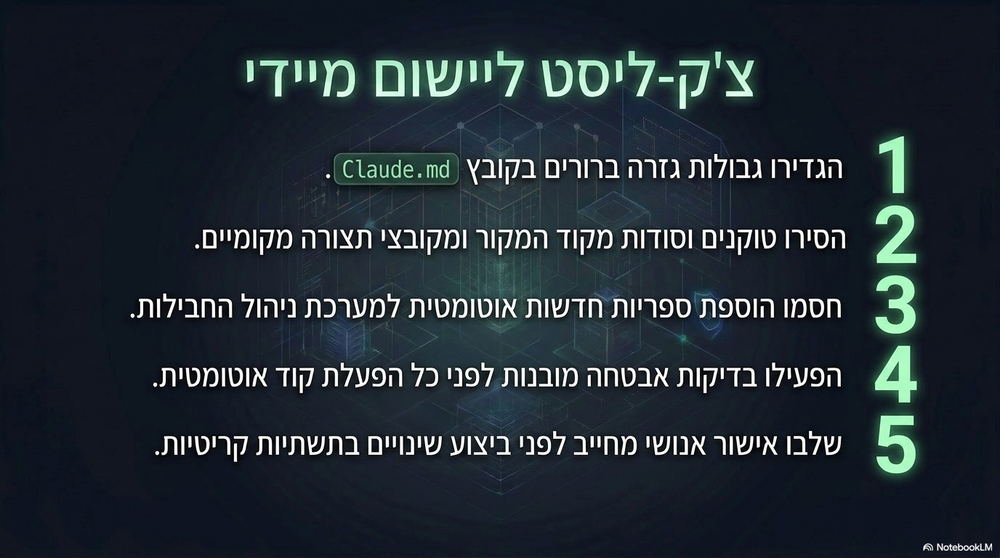 צ'ק-ליסט ליישום מיידי
1 הגדירו גבולות גזרה ברורים בקובץ Claude.md.
2 הסירו טוקנים וסודות מקוד המקור ומקובצי תצורה מקומיים.
3 חסמו הוספת ספריות חדשות אוטומטית למערכת ניהול החבילות.
4 הפעילו בדיקות אבטחה מובנות לפני כל הפעלת קוד אוטומטית.
5 שלבו אישור אנושי מחייב לפני ביצוע שינויים בתשתיות קריטיות.
NotebookLM